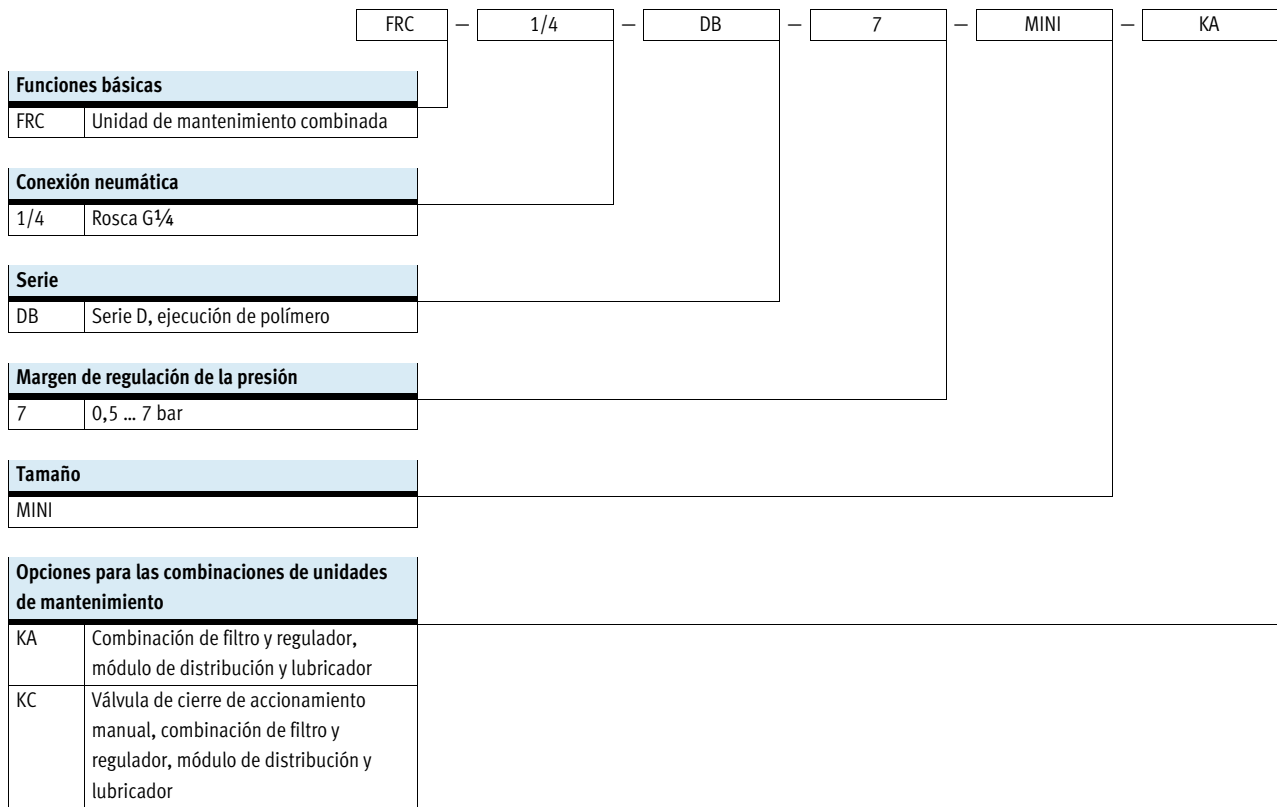 FRC — 1/4 — DB — 7 — MINI — KA
Funciones básicas
FRC Unidad de mantenimiento combinada
Conexión neumática
1/4 Rosca G¼
Serie
DB Serie D, ejecución de polímero
Margen de regulación de la presión
7 0,5 … 7 bar
Tamaño
MINI
Opciones para las combinaciones de unidades
de mantenimiento
KA Combinación de filtro y regulador,
módulo de distribución y lubricador
KC Válvula de cierre de accionamiento
manual, combinación de filtro y
regulador, módulo de distribución y
lubricador